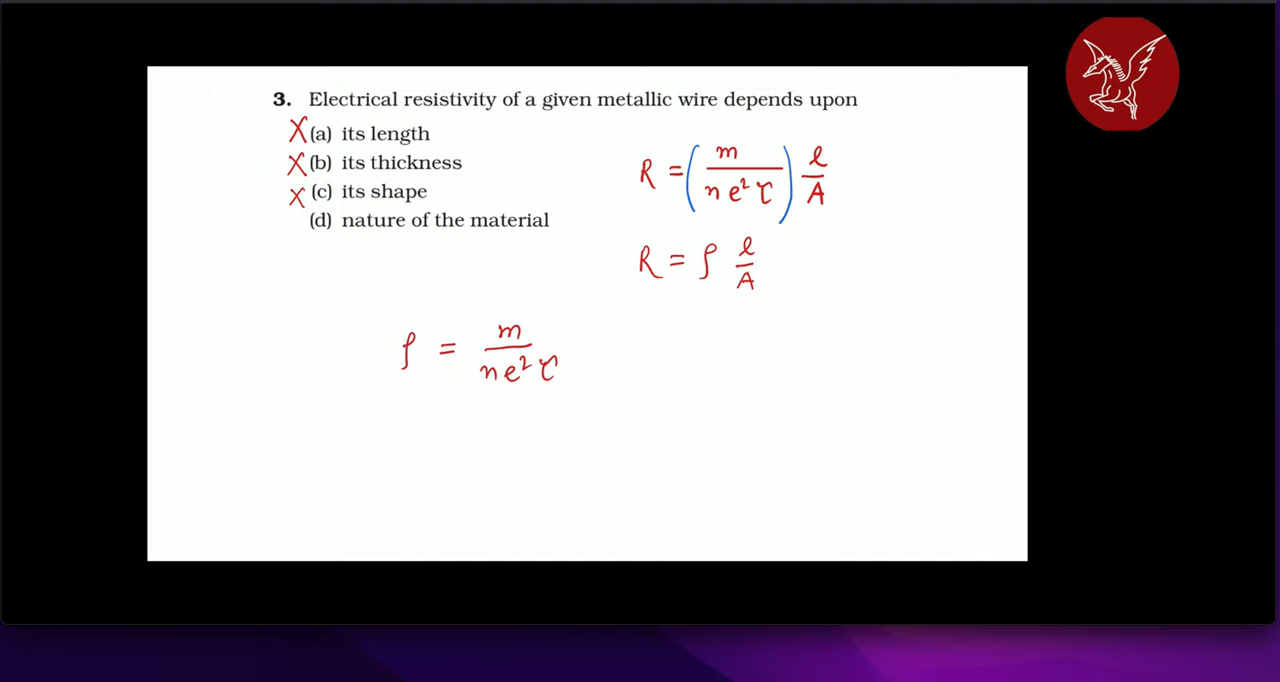 3. Electrical resistivity of a given metallic wire depends upon
X (a) its length
X (b) its thickness
X (c) its shape
(d) nature of the material
R = (m / ne²τ) l/A
R = ρ l/A
ρ = m / ne²τ